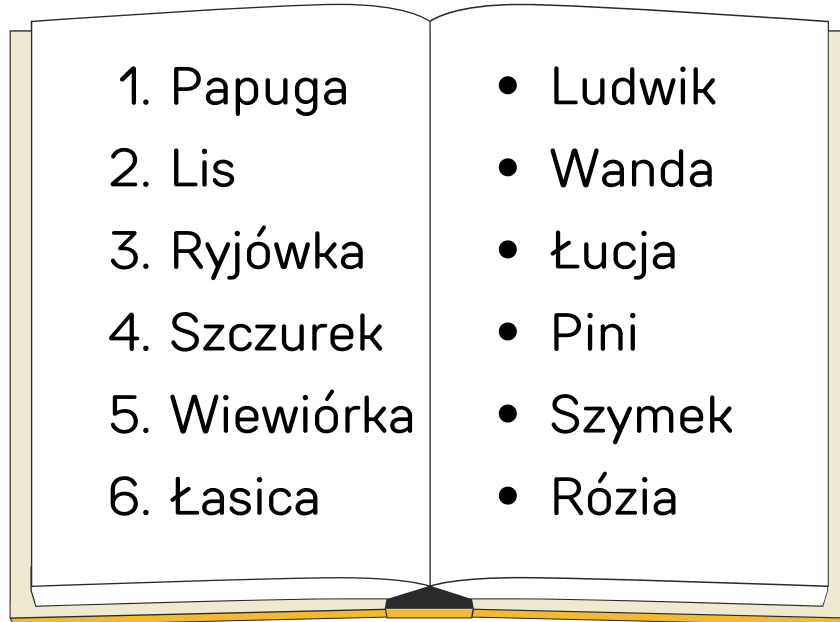 1. Papuga
2. Lis
3. Ryjówka
4. Szczurek
5. Wiewiórka
6. Łasica
• Ludwik
• Wanda
• Łucja
• Pini
• Szymek
• Rózia